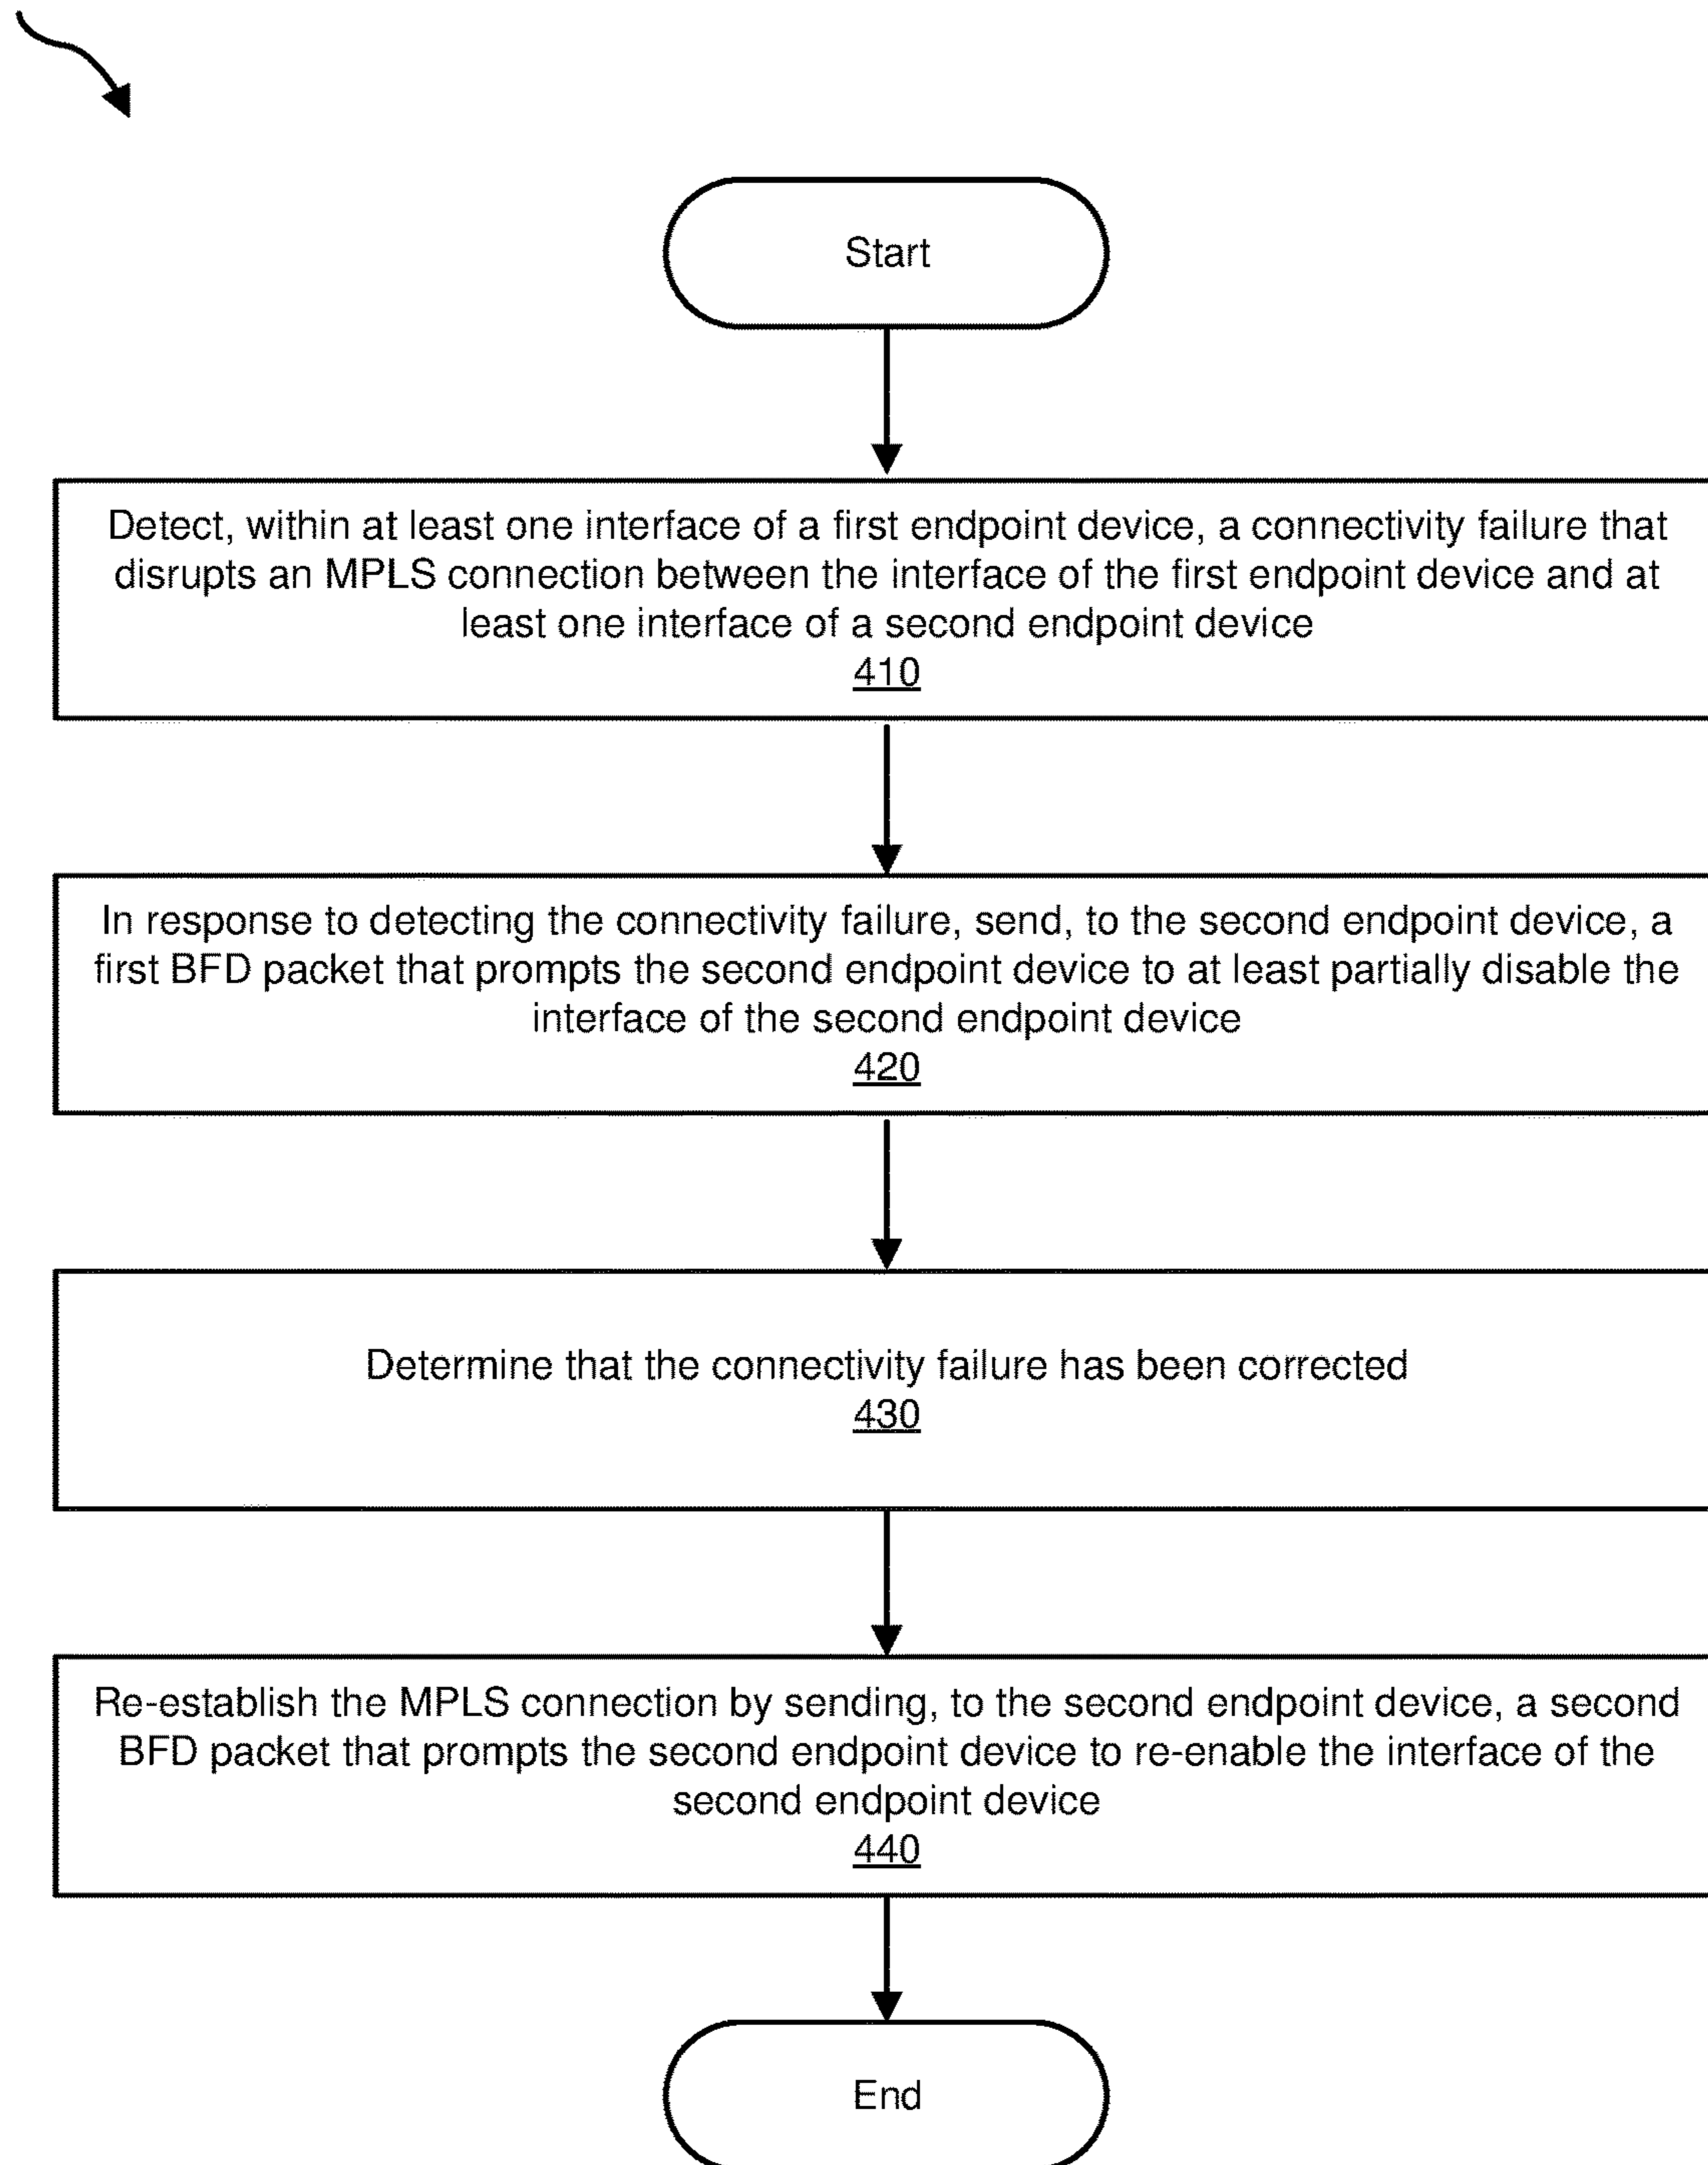 Start
Detect, within at least one interface of a first endpoint device, a connectivity failure that
disrupts an MPLS connection between the interface of the first endpoint device and at
least one interface of a second endpoint device
410
In response to detecting the connectivity failure, send, to the second endpoint device, a
first BFD packet that prompts the second endpoint device to at least partially disable the
interface of the second endpoint device
420
Determine that the connectivity failure has been corrected
430
Re-establish the MPLS connection by sending, to the second endpoint device, a second
BFD packet that prompts the second endpoint device to re-enable the interface of the
second endpoint device
440
End